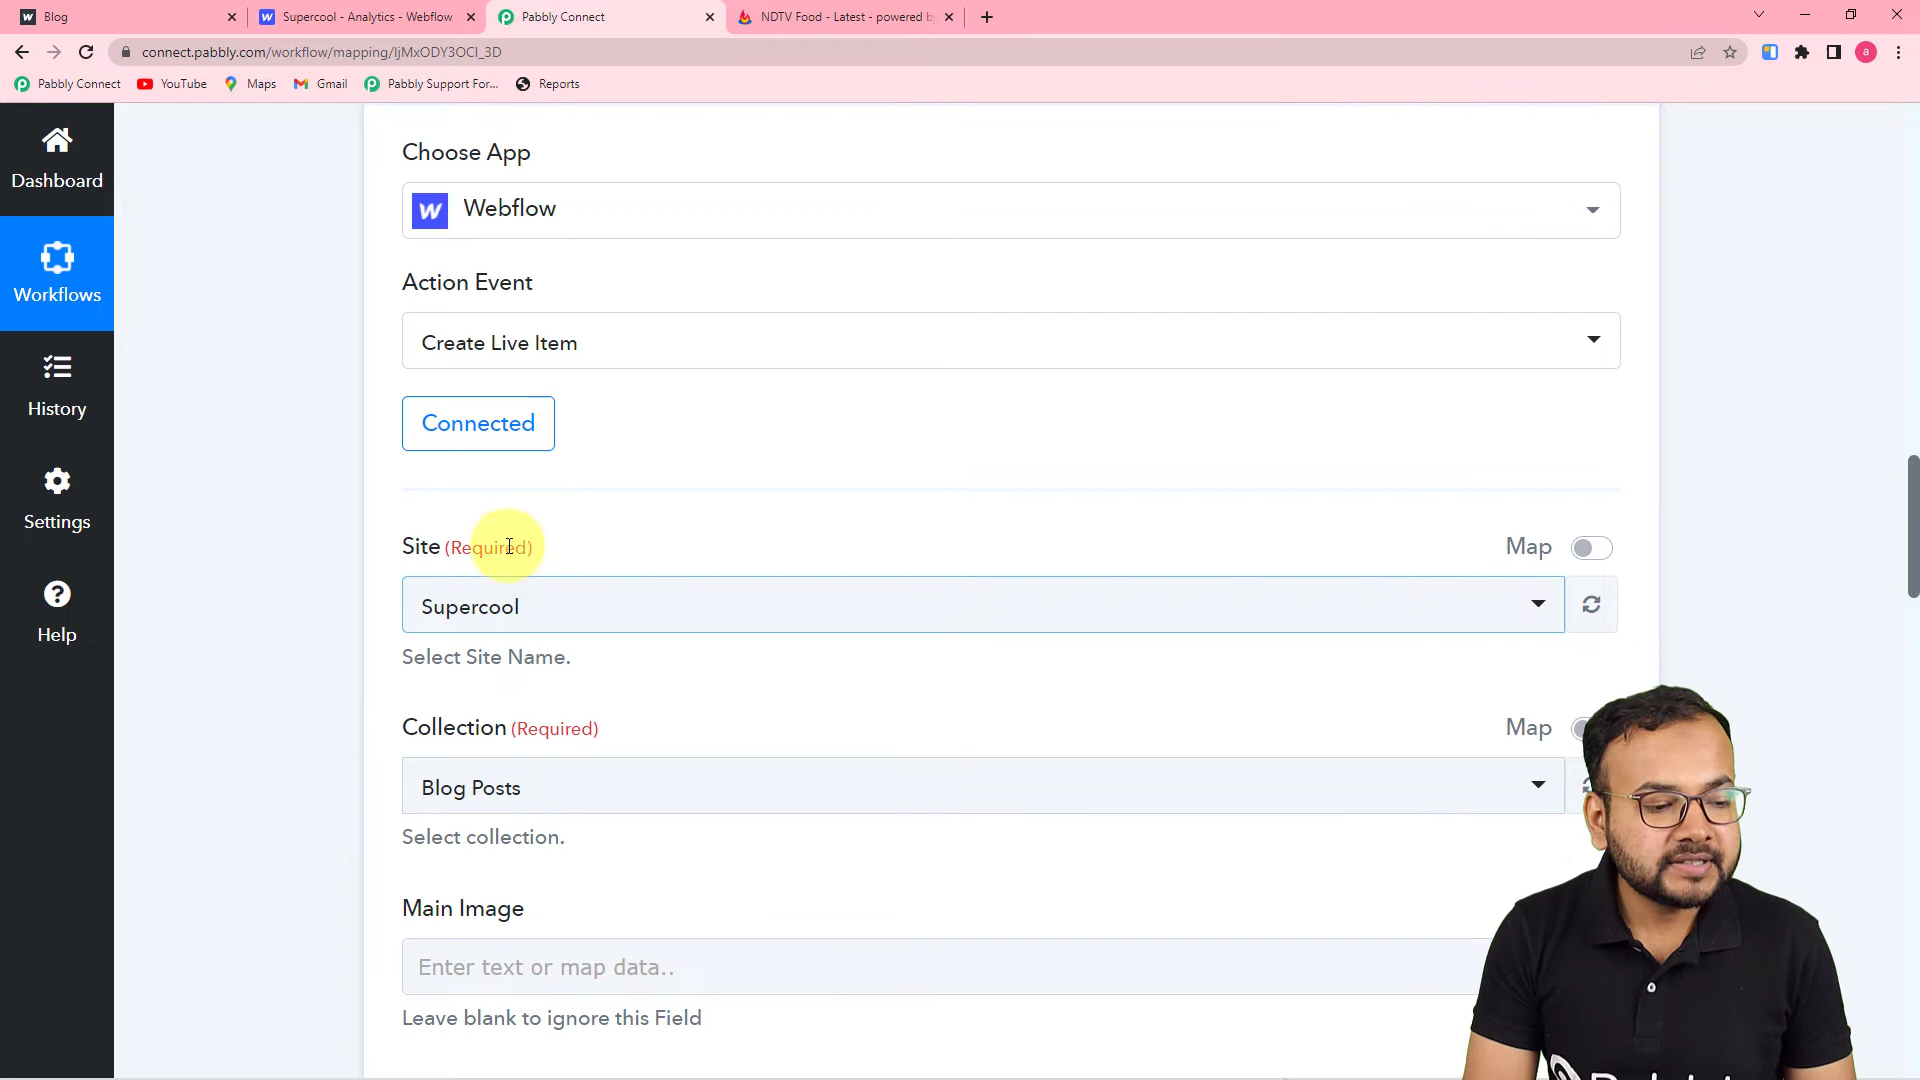 Blog
Supercool - Analytics - Webflow
Pabbly Connect
NDTV Food - Latest - powered b
connect.pabbly.com/workflow/mapping/IjMxODY3OCI_3D
a
Pabbly Connect
YouTube
Maps
Gmail
Pabbly Support For...
Reports
Dashboard
Workflows
History
Settings
Help
Choose App
Webflow
Action Event
Create Live Item
Connected
Site (Required)
Map
Supercool
Select Site Name.
Collection (Required)
Map
Blog Posts
Select collection.
Main Image
Enter text or map data..
Leave blank to ignore this Field